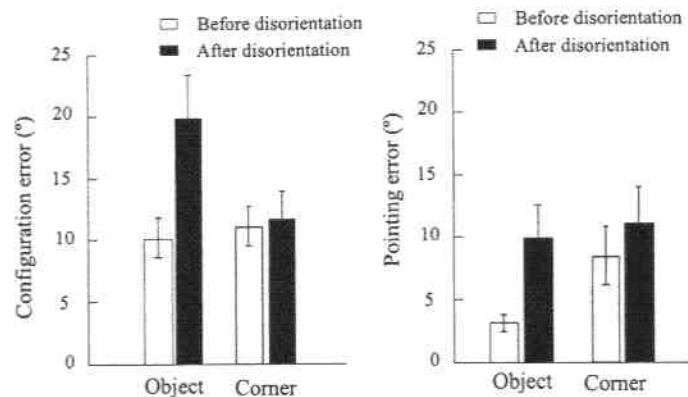 Before disorientation
After disorientation
25
20
15
10
5
0
Configuration error (°)
Object Corner
Before disorientation
After disorientation
25
20
15
10
5
0
Pointing error (°)
Object Corner